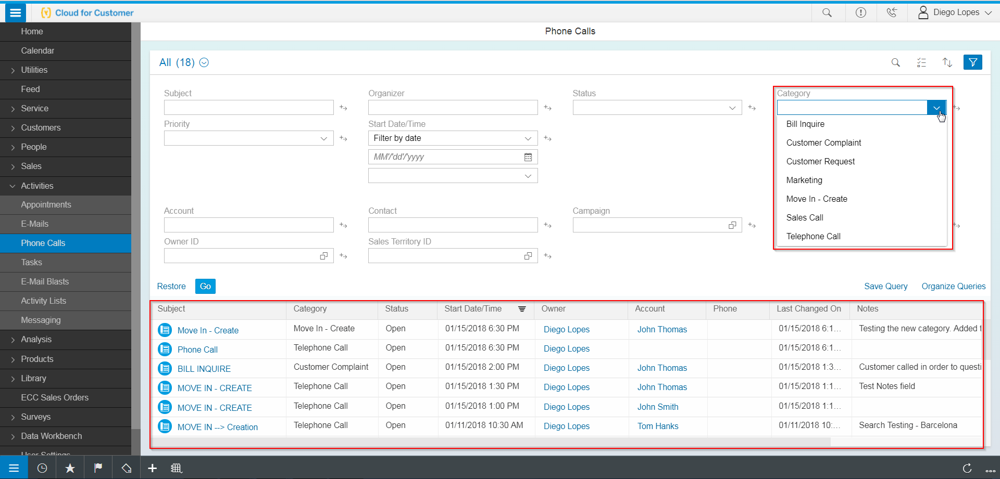 Cloud for Customer
Diego Lopes
Home
Calendar
Utilities
Feed
Service
Customers
People
Sales
Activities
Appointments
E-Mails
Phone Calls
Tasks
E-Mail Blasts
Activity Lists
Messaging
Analysis
Products
Library
ECC Sales Orders
Surveys
Data Workbench
User Settings
Phone Calls
All (18)
Subject Organizer Status Category
Priority Start Date/Time
Filter by date
MM'/'dd'/'yyyy
Bill Inquire
Customer Complaint
Customer Request
Marketing
Move In - Create
Sales Call
Telephone Call
Account Contact Campaign
Owner ID Sales Territory ID
Restore Go Save Query Organize Queries
Subject Category Status Start Date/Time Owner Account Phone Last Changed On Notes
Move In - Create Move In - Create Open 01/15/2018 6:30 PM Diego Lopes John Thomas 01/15/2018 6:1... Testing the new category. Added
Phone Call Telephone Call Open 01/15/2018 6:30 PM Diego Lopes 01/15/2018 6:1...
BILL INQUIRE Customer Complaint Open 01/15/2018 2:00 PM Diego Lopes John Thomas 01/15/2018 1:3... Customer called in order to questi
MOVE IN - CREATE Telephone Call Open 01/15/2018 1:30 PM Diego Lopes John Thomas 01/15/2018 1:1... Test Notes field
MOVE IN - CREATE Telephone Call Open 01/15/2018 1:00 PM Diego Lopes John Smith 01/15/2018 1:1...
MOVE IN --> Creation Telephone Call Open 01/11/2018 10:30 AM Diego Lopes Tom Hanks 01/11/2018 10:... Search Testing - Barcelona